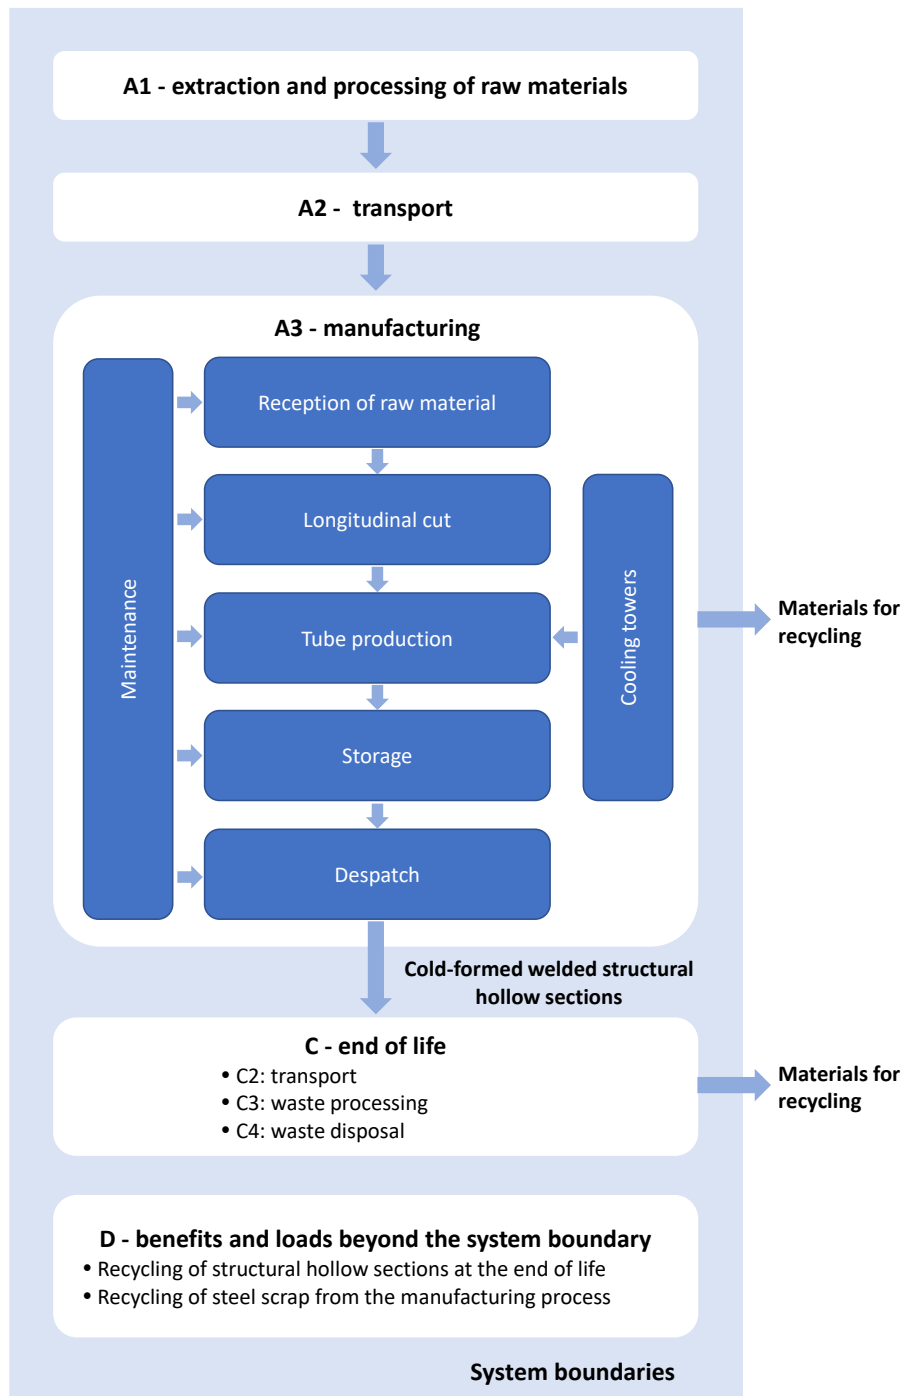 A1 - extraction and processing of raw materials
A2 - transport
A3 - manufacturing
Maintenance
Reception of raw material
Longitudinal cut
Tube production
Storage
Despatch
Cooling towers
Materials for
recycling
Cold-formed welded structural
hollow sections
C - end of life
• C2: transport
• C3: waste processing
• C4: waste disposal
Materials for
recycling
D - benefits and loads beyond the system boundary
• Recycling of structural hollow sections at the end of life
• Recycling of steel scrap from the manufacturing process
System boundaries